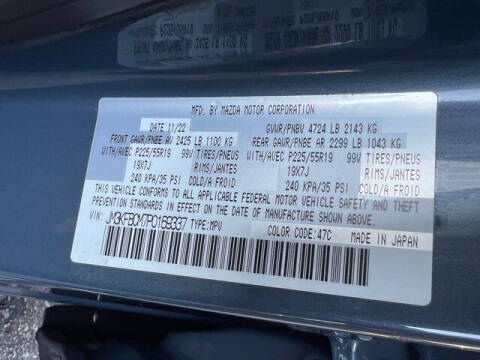 MFD. BY MAZDA MOTOR CORPORATION
DATE 11/22 GVWR/PNBV 4724 LB 2143 KG
FRONT GAWR/PNBE AV 2425 LB 1100 KG REAR GAWR/PNBE AR 2299 LB 1043 KG
WITH/AVEC P225/55R19 99V TIRES/PNEUS WITH/AVEC P225/55R19 99V TIRES/PNEUS
19X7J RIMS/JANTES 19X7J RIMS/JANTES
240 KPA/35 PSI COLD/A FROID 240 KPA/35 PSI COLD/A FROID
THIS VEHICLE CONFORMS TO ALL APPLICABLE FEDERAL MOTOR VEHICLE SAFETY AND THEFT
PREVENTION STANDARDS IN EFFECT ON THE DATE OF MANUFACTURE SHOWN ABOVE.
VIN: JM3KFBCM7P0169337 TYPE:MPV COLOR CODE:47C MADE IN JAPAN